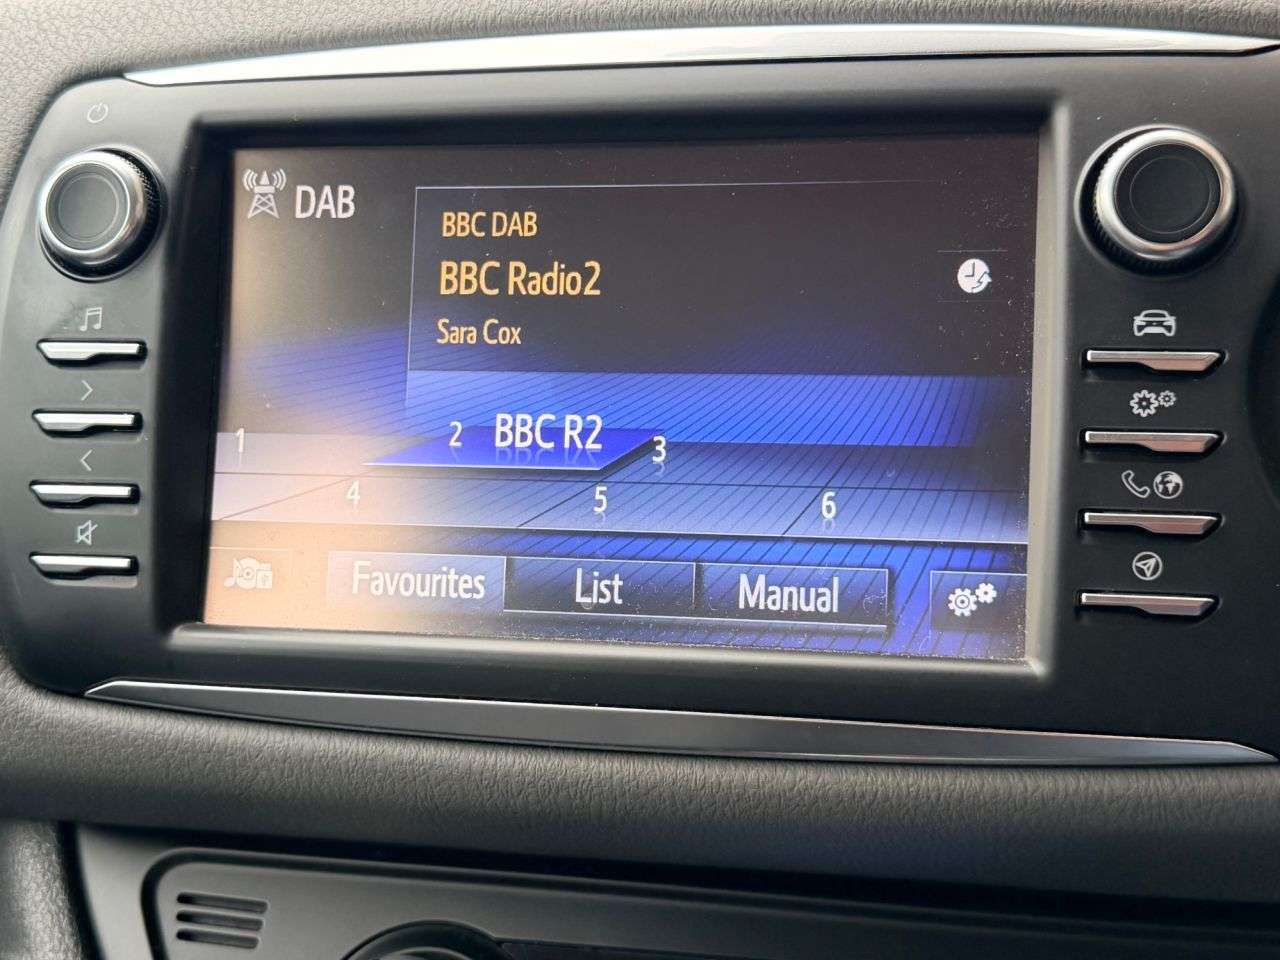 DAB
BBC DAB
BBC Radio2
Sara Cox
1
2 BBC R2
3
4
5
6
Favourites
List
Manual